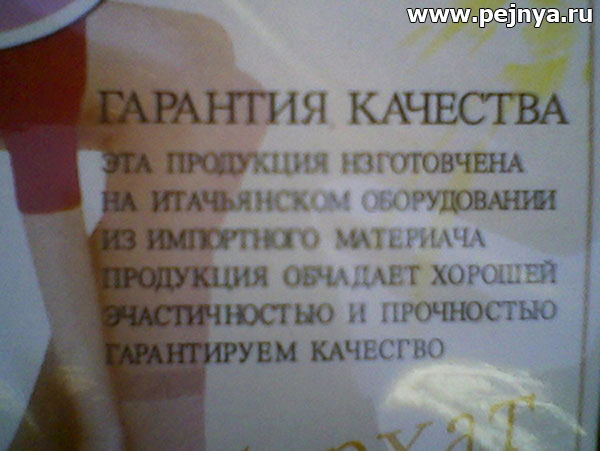 www.pejnya.ru
ГАРАНТИЯ КАЧЕСТВА
ЭТА ПРОДУКЦИЯ НЗГОТОВЧЕНА
НА ИТАЧЬЯНСКОМ ОБОРУДОВАНИИ
ИЗ ИМПОРТНОГО МАТЕРИАЧА
ПРОДУКЦИЯ ОБЧАДАЕТ ХОРОШЕЙ
ЭЧАСТИЧНОСТЬЮ И ПРОЧНОСТЬЮ
ГАРАНТИРУЕМ КАЧЕСГВО